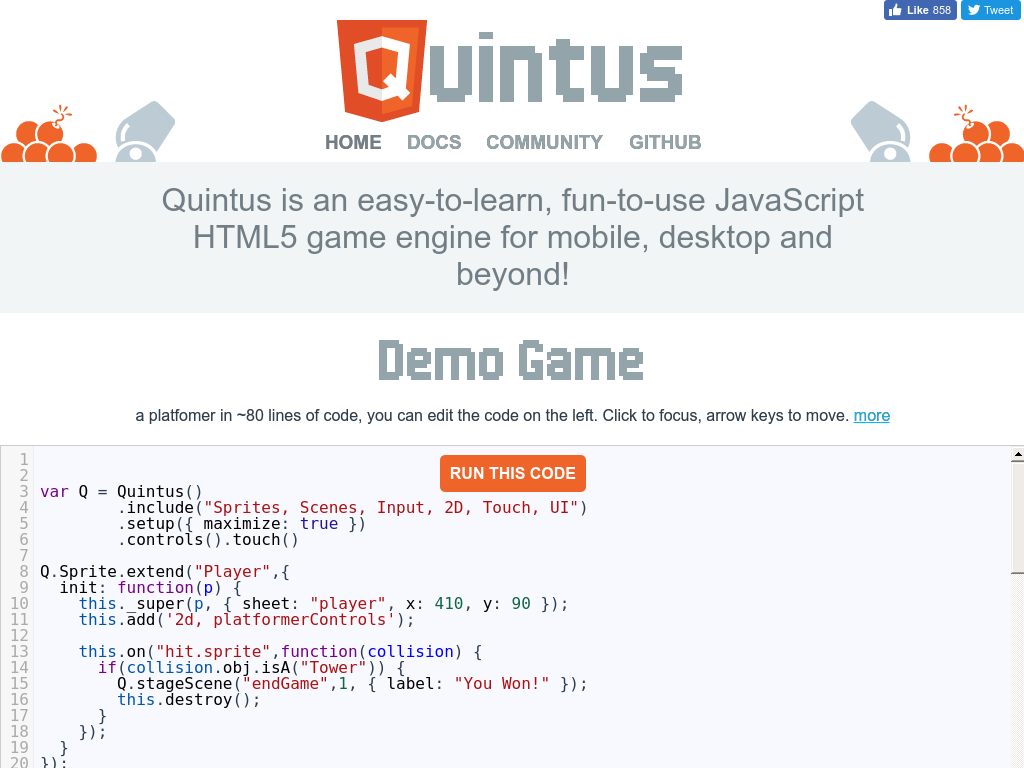 Like 858
Tweet
Quintus
HOME DOCS COMMUNITY GITHUB
Quintus is an easy-to-learn, fun-to-use JavaScript
HTML5 game engine for mobile, desktop and
beyond!
Demo Game
a platfomer in ~80 lines of code, you can edit the code on the left. Click to focus, arrow keys to move. more
RUN THIS CODE
1
2
3 var Q = Quintus()
4         .include("Sprites, Scenes, Input, 2D, Touch, UI")
5         .setup({ maximize: true })
6         .controls().touch()
7
8 Q.Sprite.extend("Player",{
9   init: function(p) {
10     this._super(p, { sheet: "player", x: 410, y: 90 });
11     this.add('2d, platformerControls');
12
13     this.on("hit.sprite",function(collision) {
14       if(collision.obj.isA("Tower")) {
15         Q.stageScene("endGame",1, { label: "You Won!" });
16         this.destroy();
17       }
18     });
19   }
20 });